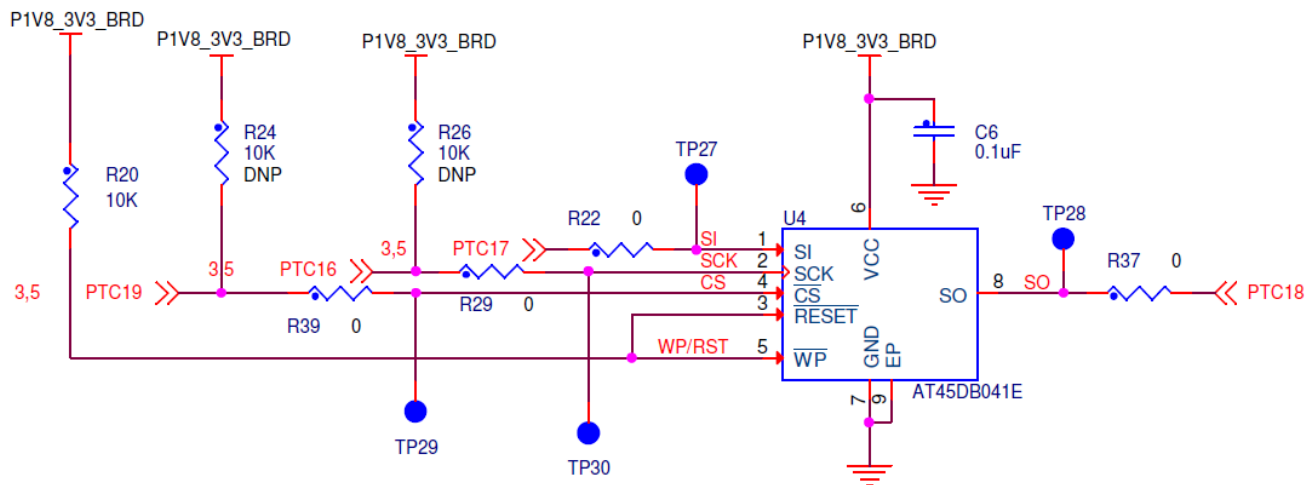 P1V8_3V3_BRD
P1V8_3V3_BRD
P1V8_3V3_BRD
P1V8_3V3_BRD
R20
10K
R24
10K
DNP
R26
10K
DNP
C6
0.1uF
TP27
TP28
R22 0
U4
6
VCC
3,5
PTC17
SI
1
SI
3,5
PTC16
SCK
2
SCK
3,5
PTC19
CS
4
CS
R29 0
R39 0
3
RESET
WP/RST
5
WP
SO
8
SO
R37 0
PTC18
GND
EP
7
9
AT45DB041E
TP29
TP30